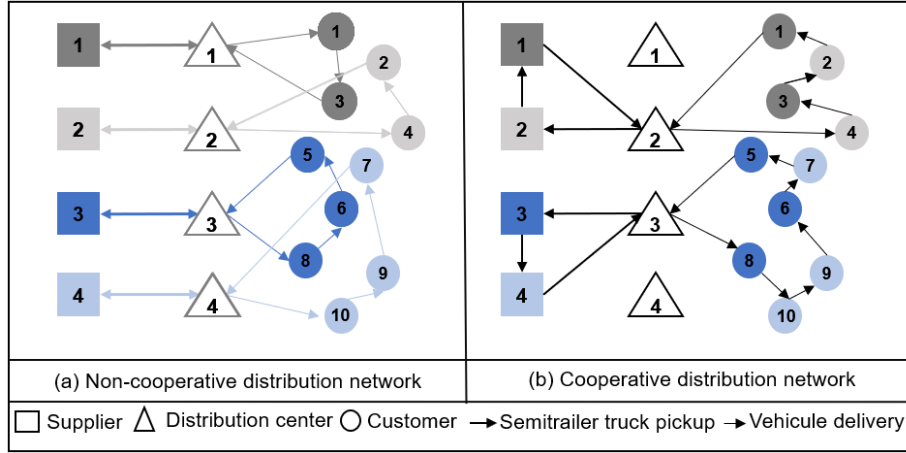 1 1 1 2 3
2 2 4
3 3 5 7 6 8
4 4 9 10
1 1 1 2 3
2 2 4
3 3 5 7 6 8
4 4 9 10
(a) Non-cooperative distribution network
(b) Cooperative distribution network
Supplier Distribution center Customer Semitrailer truck pickup Vehicule delivery